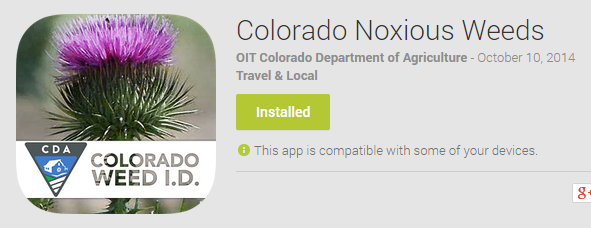 Colorado Noxious Weeds
OIT Colorado Department of Agriculture - October 10, 2014
Travel & Local
Installed
This app is compatible with some of your devices.
CDA
COLORADO
WEED I.D.
g+